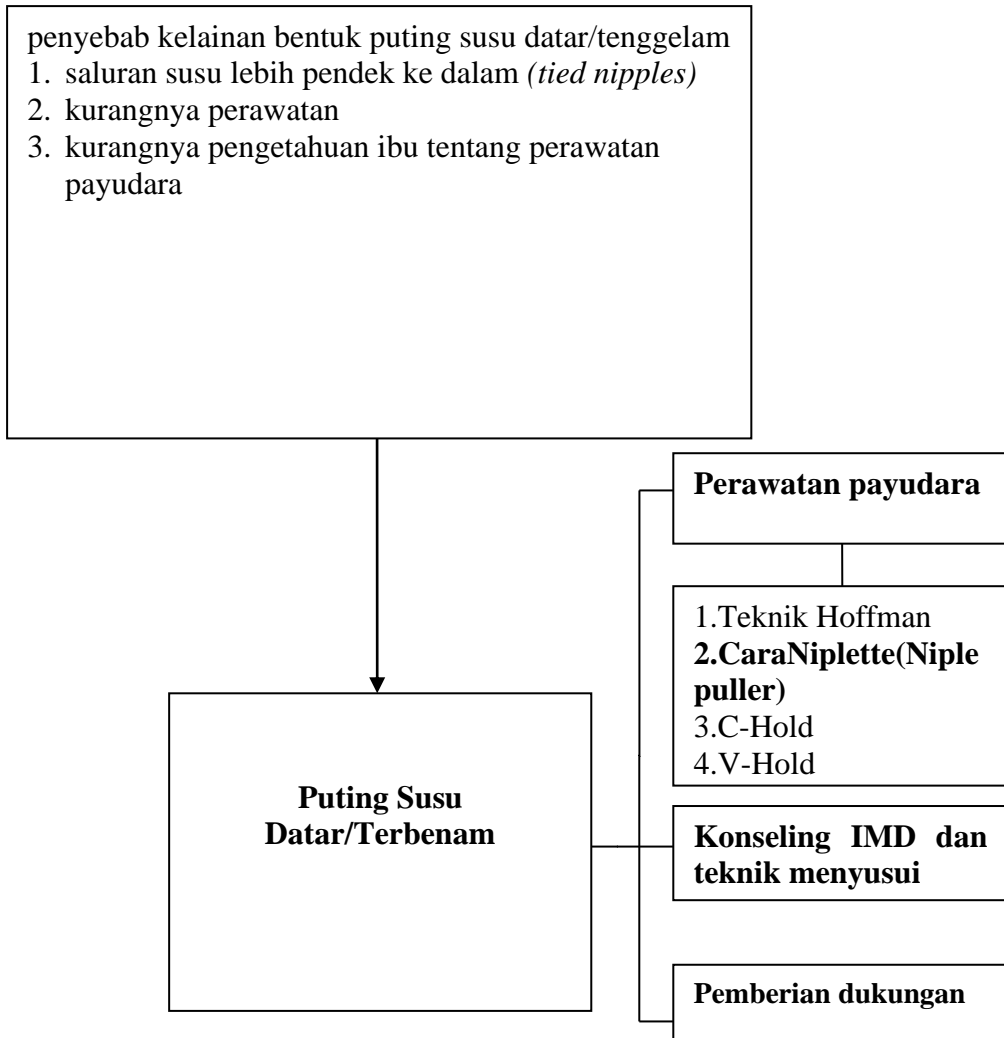 penyebab kelainan bentuk puting susu datar/tenggelam
1. saluran susu lebih pendek ke dalam (tied nipples)
2. kurangnya perawatan
3. kurangnya pengetahuan ibu tentang perawatan
payudara
Perawatan payudara
1.Teknik Hoffman
2.CaraNiplette(Niple
puller)
3.C-Hold
4.V-Hold
Puting Susu
Datar/Terbenam
Konseling IMD dan
teknik menyusui
Pemberian dukungan